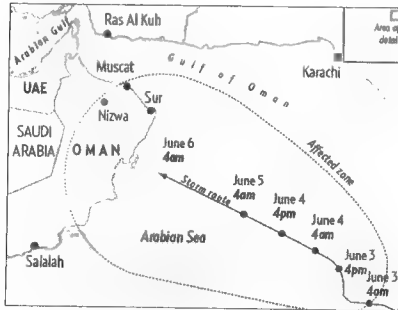 Ras Al Kuh
Area of
detail
Arabian Gulf
Gulf of Oman
Karachi
Muscat
UAE
Sur
Nizwa
SAUDI
ARABIA
OMAN
Affected zone
June 6
4am
Storm route
June 5
4am
June 4
4pm
June 4
4am
Arabian Sea
June 3
4pm
Salalah
June 3
4am